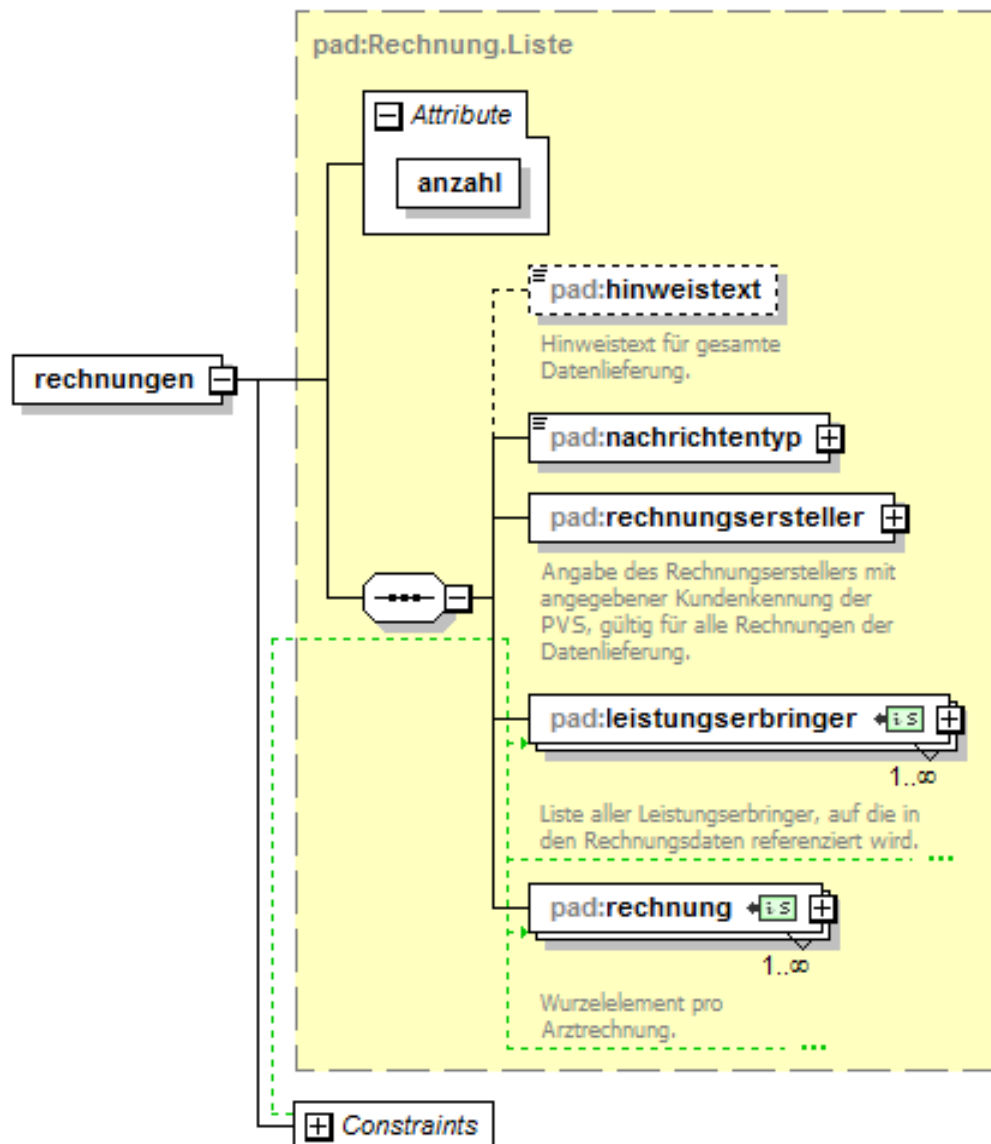 pad:Rechnung.Liste
Attribute
anzahl
pad:hinweistext
Hinweistext für gesamte
Datenlieferung.
rechnungen
pad:nachrichtentyp
pad:rechnungsersteller
Angabe des Rechnungserstellers mit
angegebener Kundenkennung der
PVS, gültig für alle Rechnungen der
Datenlieferung.
pad:leistungserbringer iS
1..∞
Liste aller Leistungserbringer, auf die in
den Rechnungsdaten referenziert wird.
...
pad:rechnung iS
1..∞
Wurzelelement pro
Arztrechnung.
...
Constraints